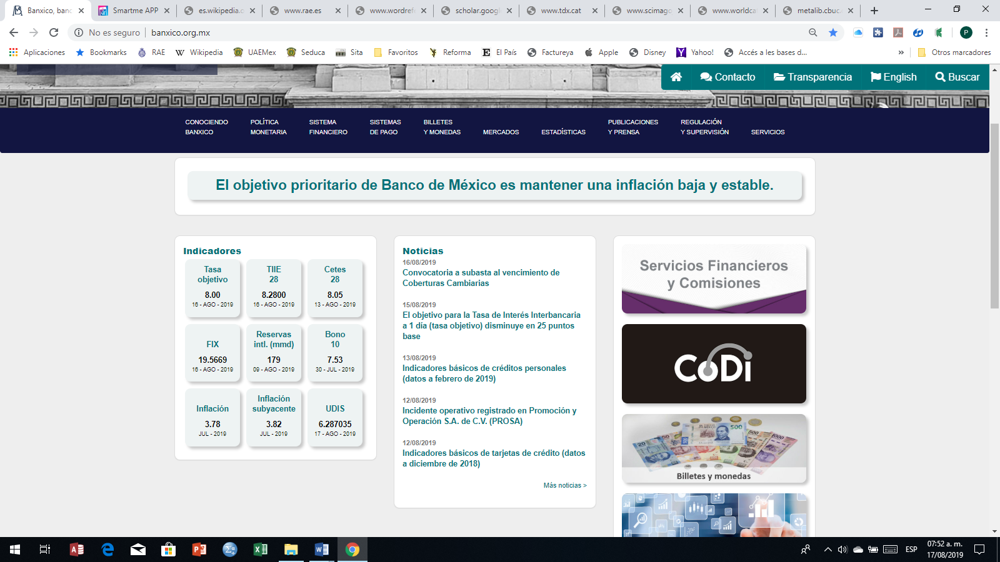 Banxico, banc
Smartme APP
es.wikipedia.o
www.rae.es
www.wordrefe
scholar.googl
www.tdx.cat
www.scimago
www.worldca
metalib.cbuc
No es seguro
banxico.org.mx
P
Aplicaciones
Bookmarks
RAE
Wikipedia
UAEMex
Seduca
Sita
Favoritos
Reforma
El País
Factureya
Apple
Disney
Yahoo!
Accés a les bases d...
»
Otros marcadores
Contacto
Transparencia
English
Buscar
CONOCIENDO
BANXICO
POLÍTICA
MONETARIA
SISTEMA
FINANCIERO
SISTEMAS
DE PAGO
BILLETES
Y MONEDAS
MERCADOS
ESTADÍSTICAS
PUBLICACIONES
Y PRENSA
REGULACIÓN
Y SUPERVISIÓN
SERVICIOS
El objetivo prioritario de Banco de México es mantener una inflación baja y estable.
Indicadores
Tasa
objetivo
8.00
16 - AGO - 2019
TIIE
28
8.2800
16 - AGO - 2019
Cetes
28
8.05
13 - AGO - 2019
FIX
19.5669
16 - AGO - 2019
Reservas
intl. (mmd)
179
09 - AGO - 2019
Bono
10
7.53
30 - JUL - 2019
Inflación
3.78
JUL - 2019
Inflación
subyacente
3.82
JUL - 2019
UDIS
6.287035
17 - AGO - 2019
Noticias
16/08/2019
Convocatoria a subasta al vencimiento de
Coberturas Cambiarias
15/08/2019
El objetivo para la Tasa de Interés Interbancaria
a 1 día (tasa objetivo) disminuye en 25 puntos
base
13/08/2019
Indicadores básicos de créditos personales
(datos a febrero de 2019)
12/08/2019
Incidente operativo registrado en Promoción y
Operación S.A. de C.V. (PROSA)
12/08/2019
Indicadores básicos de tarjetas de crédito (datos
a diciembre de 2018)
Más noticias >
Servicios Financieros
y Comisiones
CoDi
500
Billetes y monedas
ESP
07:52 a. m.
17/08/2019